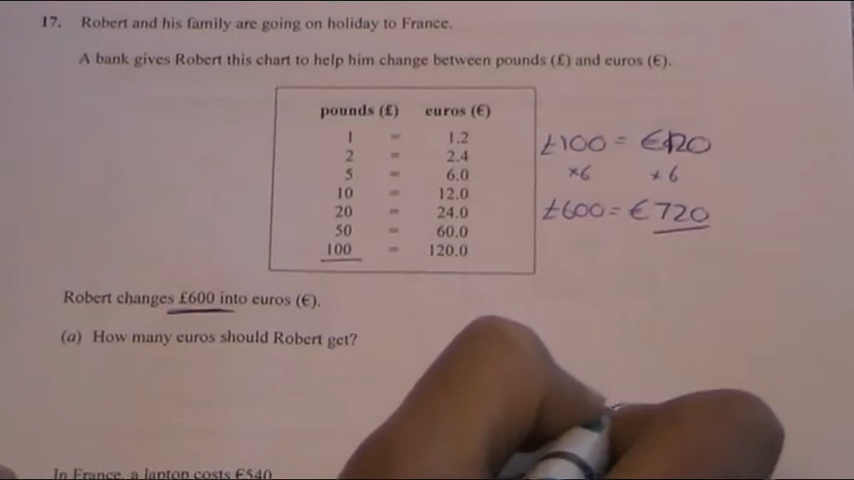 17. Robert and his family are going on holiday to France.
A bank gives Robert this chart to help him change between pounds (£) and euros (€).
pounds (£) euros (€)
1 = 1.2
2 = 2.4
5 = 6.0
10 = 12.0
20 = 24.0
50 = 60.0
100 = 120.0
£100 = €120
×6 ×6
£600 = €720
Robert changes £600 into euros (€).
(a) How many euros should Robert get?
In France, a laptop costs €540